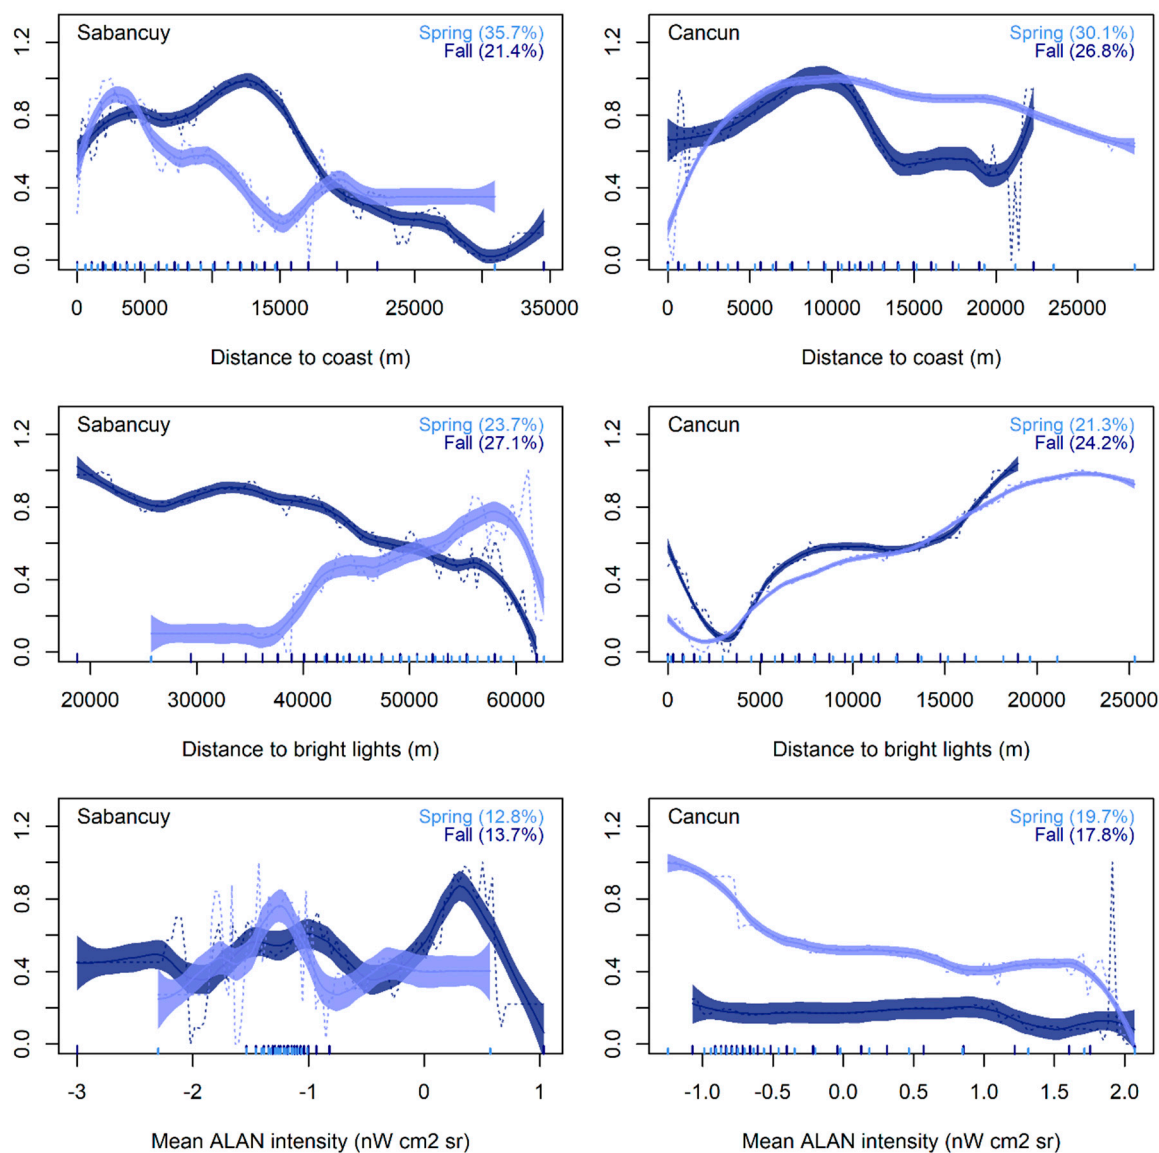 Sabancuy
Spring (35.7%)
Fall (21.4%)
0.0 0.4 0.8 1.2
0 5000 15000 25000 35000
Distance to coast (m)
Cancun
Spring (30.1%)
Fall (26.8%)
0.0 0.4 0.8 1.2
0 5000 10000 15000 20000 25000
Distance to coast (m)
Sabancuy
Spring (23.7%)
Fall (27.1%)
0.0 0.4 0.8 1.2
20000 30000 40000 50000 60000
Distance to bright lights (m)
Cancun
Spring (21.3%)
Fall (24.2%)
0.0 0.4 0.8 1.2
0 5000 10000 15000 20000 25000
Distance to bright lights (m)
Sabancuy
Spring (12.8%)
Fall (13.7%)
0.0 0.4 0.8 1.2
-3 -2 -1 0 1
Mean ALAN intensity (nW cm2 sr)
Cancun
Spring (19.7%)
Fall (17.8%)
0.0 0.4 0.8 1.2
-1.0 -0.5 0.0 0.5 1.0 1.5 2.0
Mean ALAN intensity (nW cm2 sr)